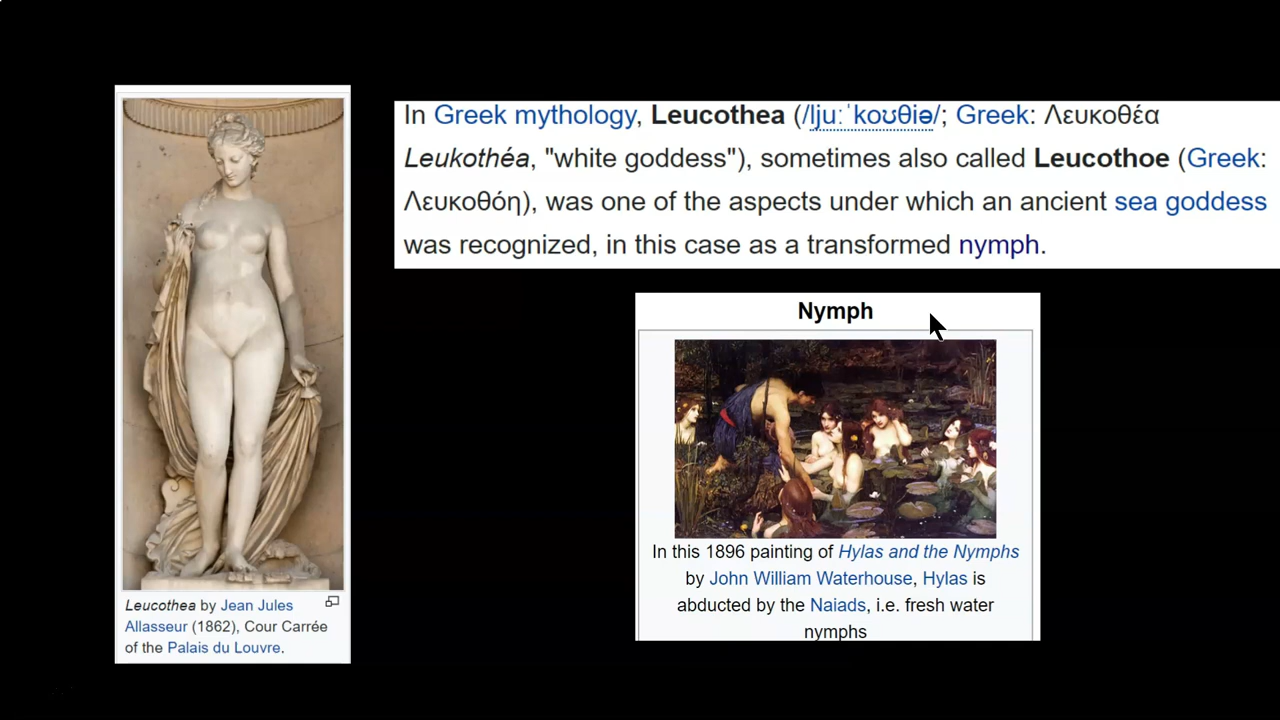 In Greek mythology, Leucothea (/ljuːˈkoʊθiə/; Greek: Λευκοθέα
Leukothéa, "white goddess"), sometimes also called Leucothoe (Greek:
Λευκοθόη), was one of the aspects under which an ancient sea goddess
was recognized, in this case as a transformed nymph.
Nymph
In this 1896 painting of Hylas and the Nymphs
by John William Waterhouse, Hylas is
abducted by the Naiads, i.e. fresh water
nymphs
Leucothea by Jean Jules
Allasseur (1862), Cour Carrée
of the Palais du Louvre.